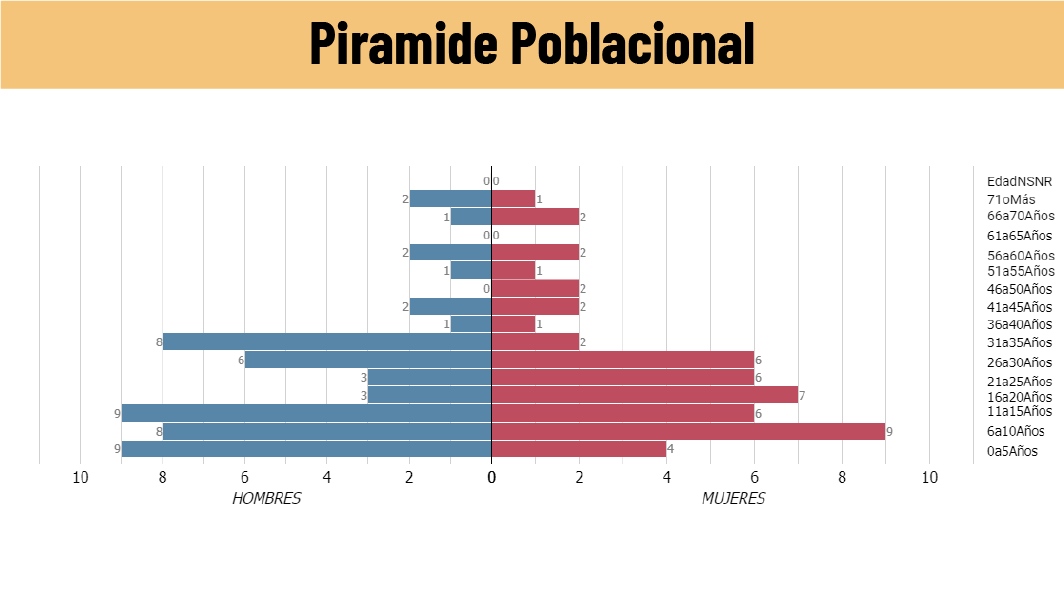 Piramide Poblacional
0 0 EdadNSNR
2 1 71oMás
1 2 66a70Años
0 0 61a65Años
2 2 56a60Años
1 1 51a55Años
0 2 46a50Años
2 2 41a45Años
1 1 36a40Años
8 2 31a35Años
6 6 26a30Años
3 6 21a25Años
3 7 16a20Años
9 6 11a15Años
8 9 6a10Años
9 4 0a5Años
10 8 6 4 2 0 2 4 6 8 10
HOMBRES MUJERES